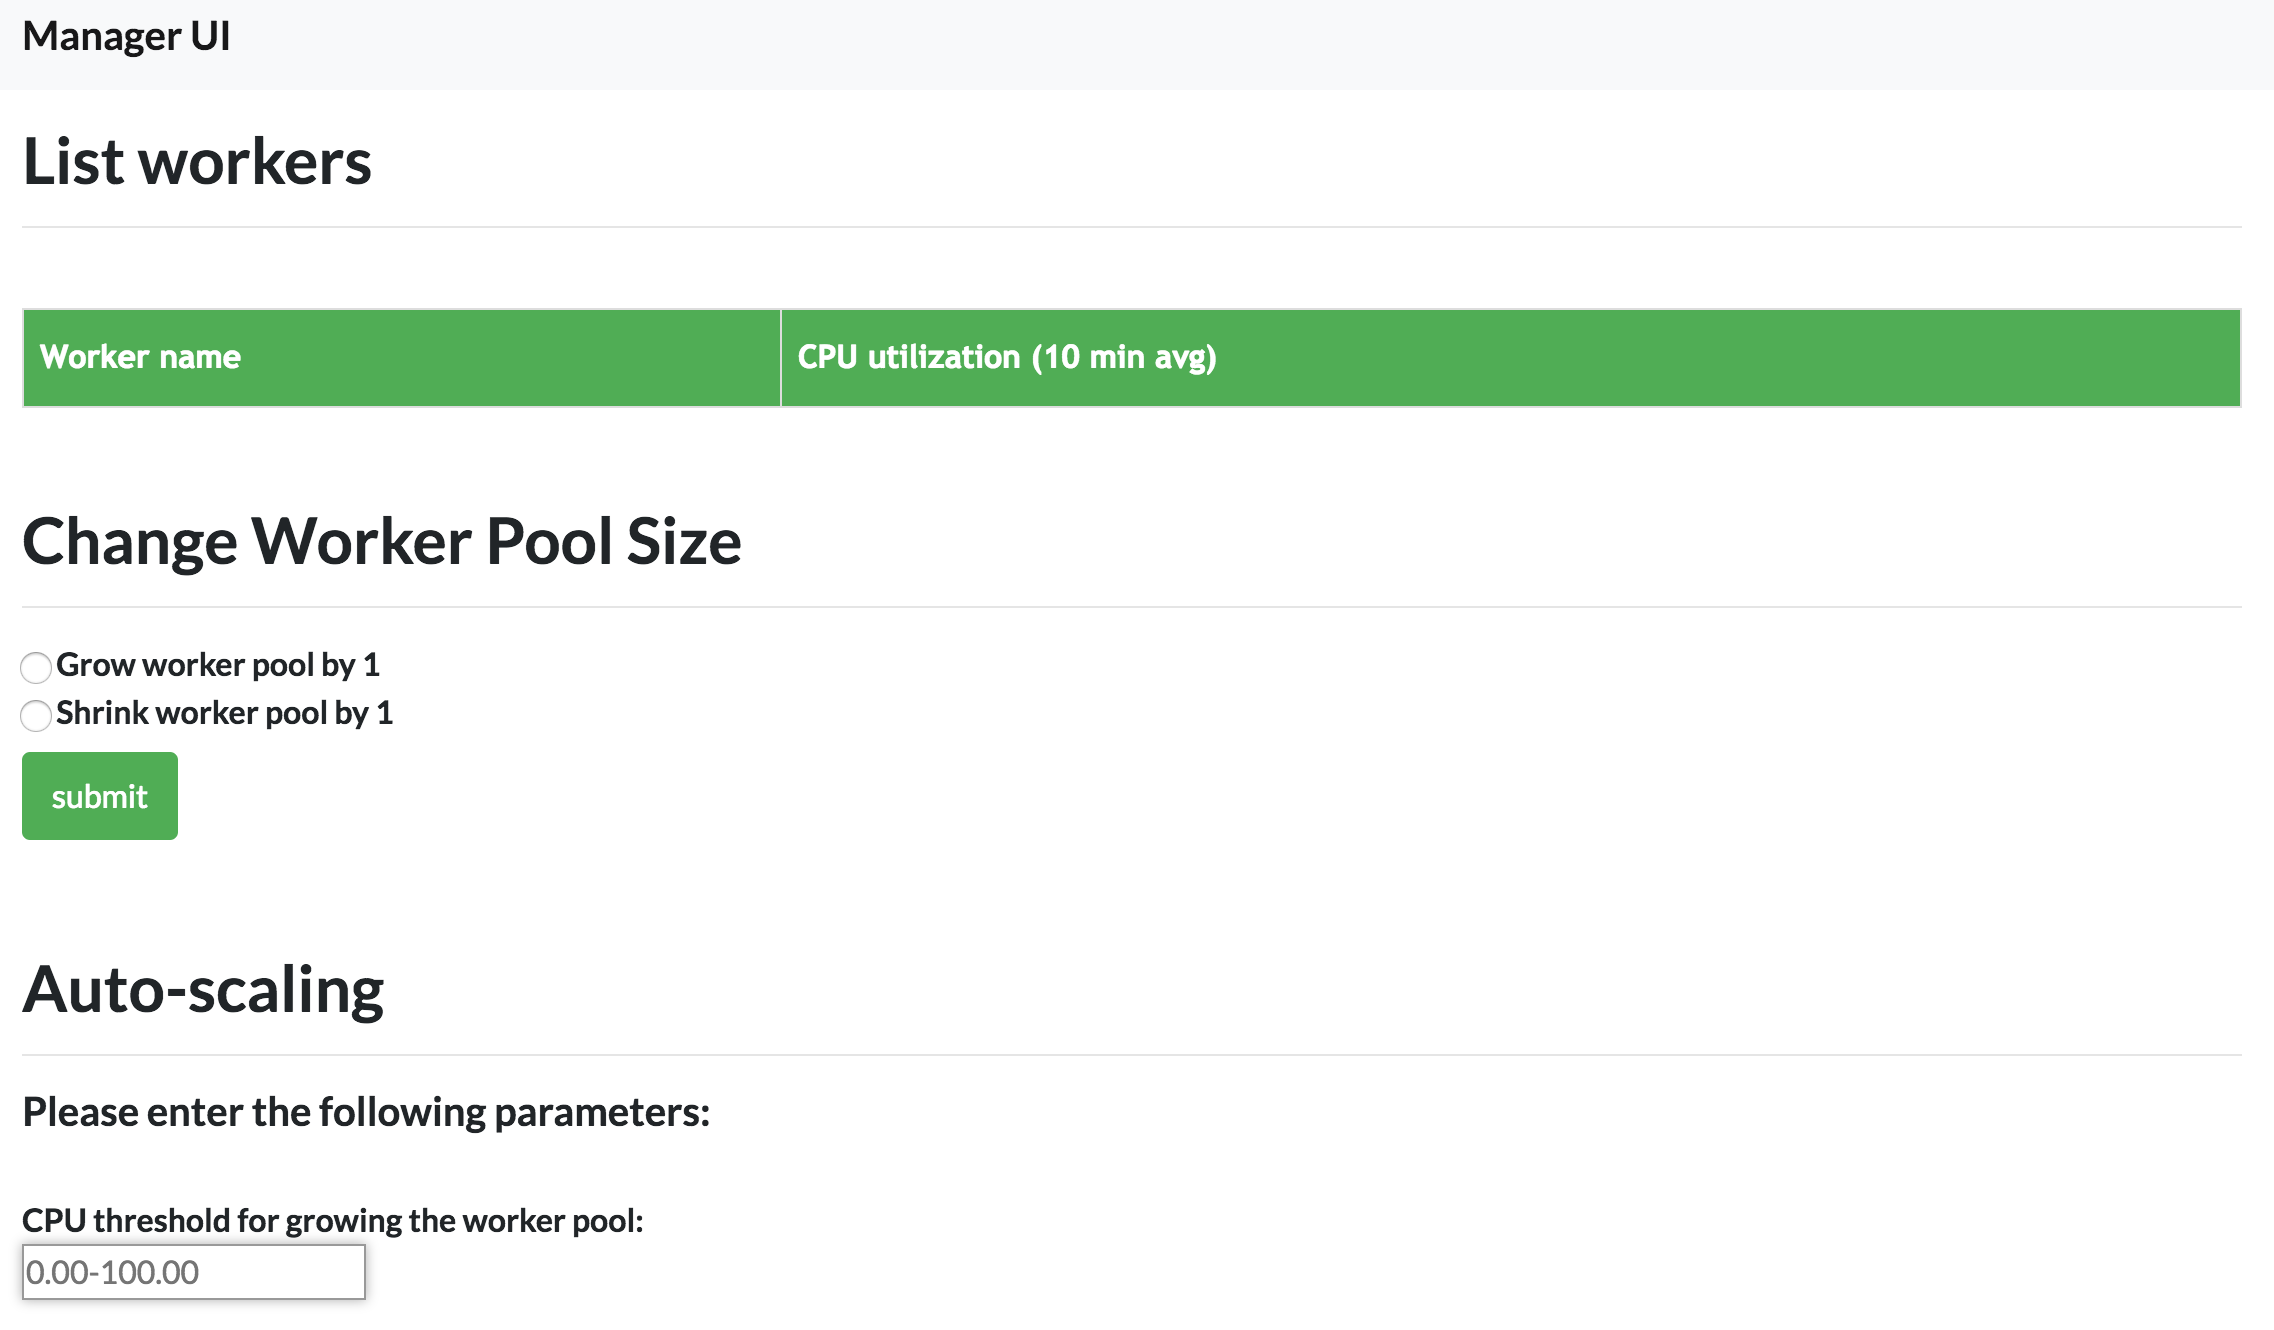 Manager UI
List workers
Worker name CPU utilization (10 min avg)
Change Worker Pool Size
Grow worker pool by 1
Shrink worker pool by 1
submit
Auto-scaling
Please enter the following parameters:
CPU threshold for growing the worker pool:
0.00-100.00